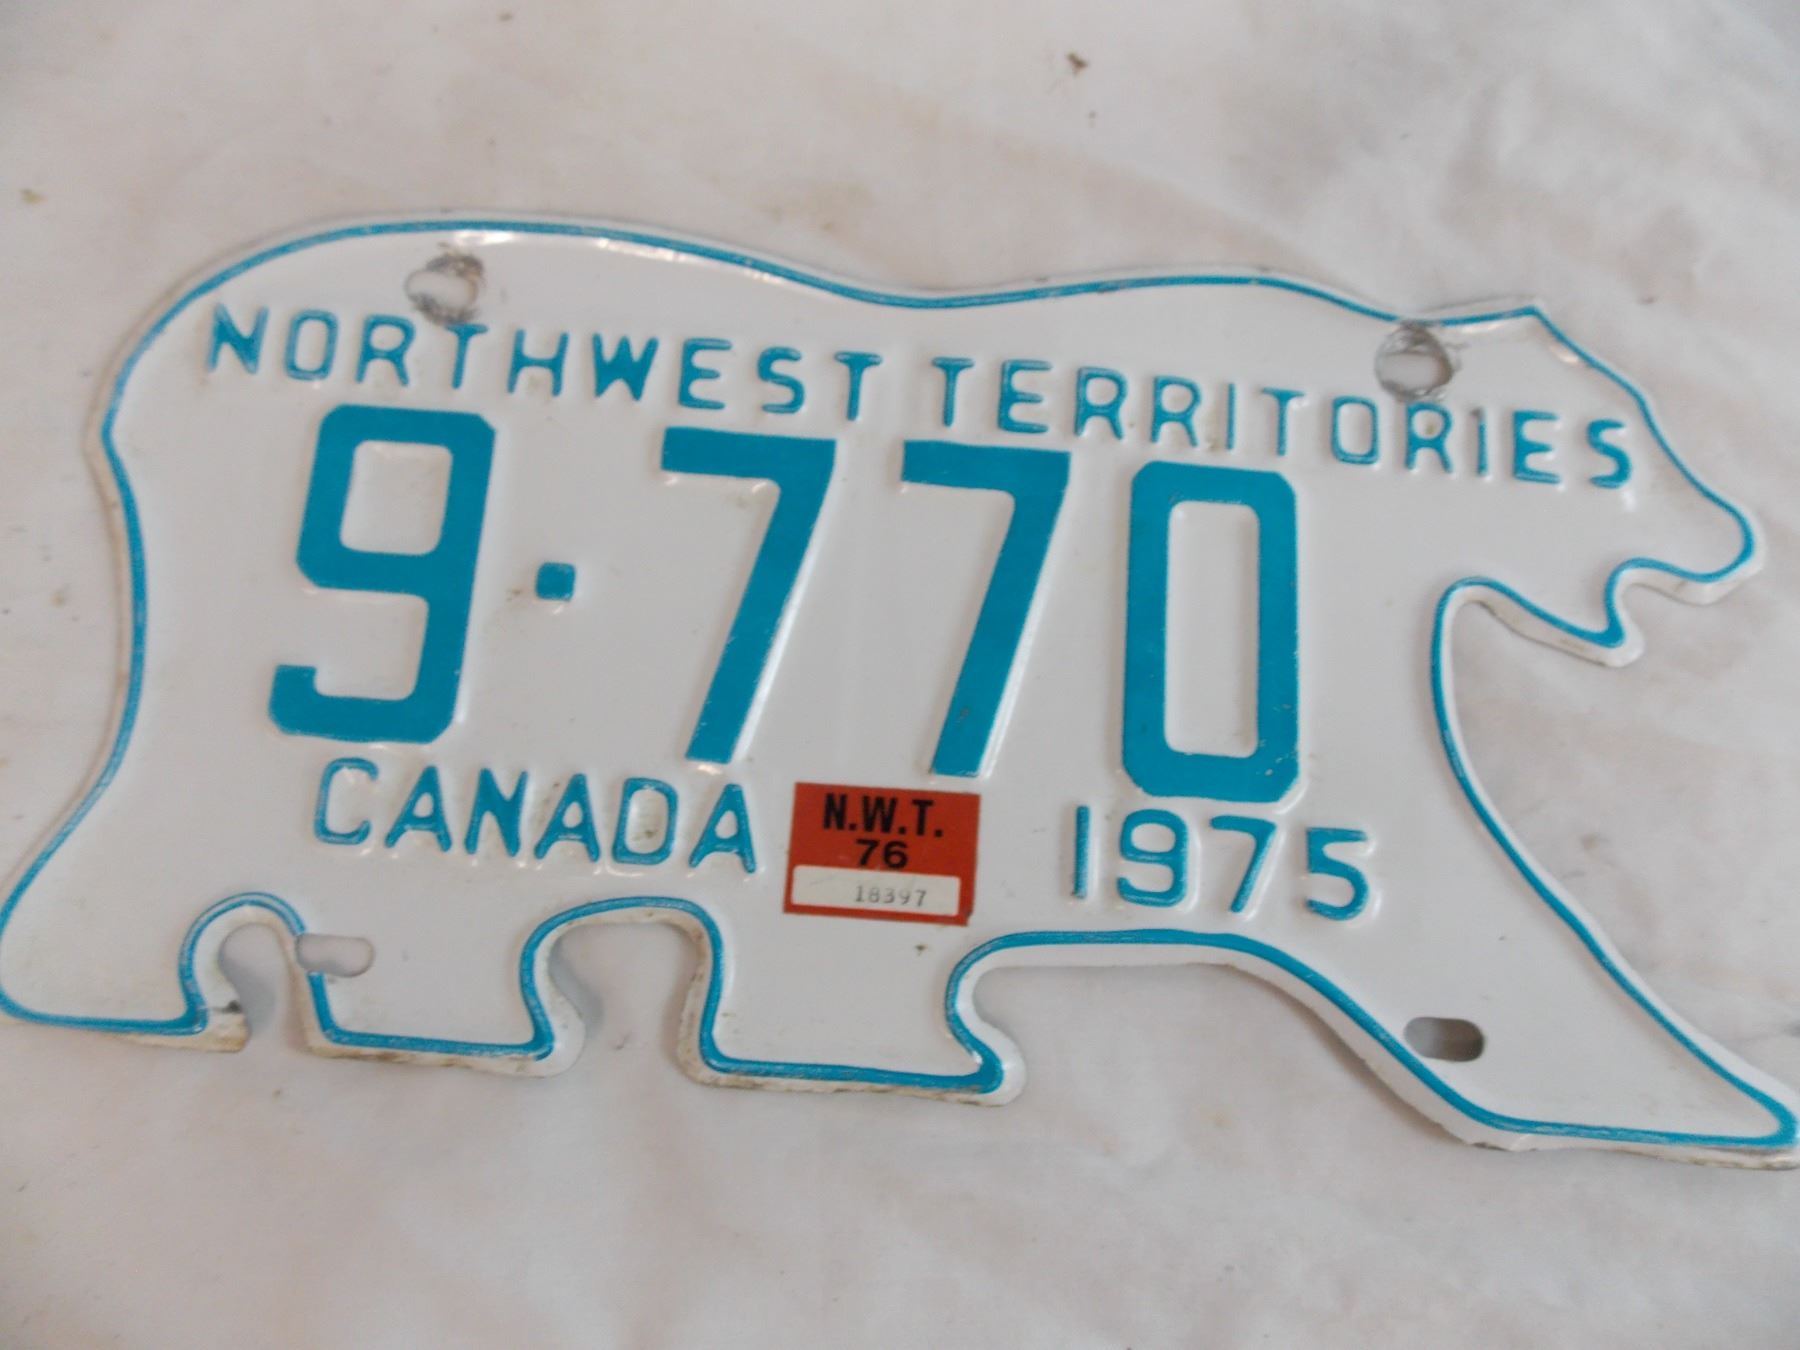 NORTHWEST TERRITORIES
9·770
CANADA
N.W.T.
76
18397
1975